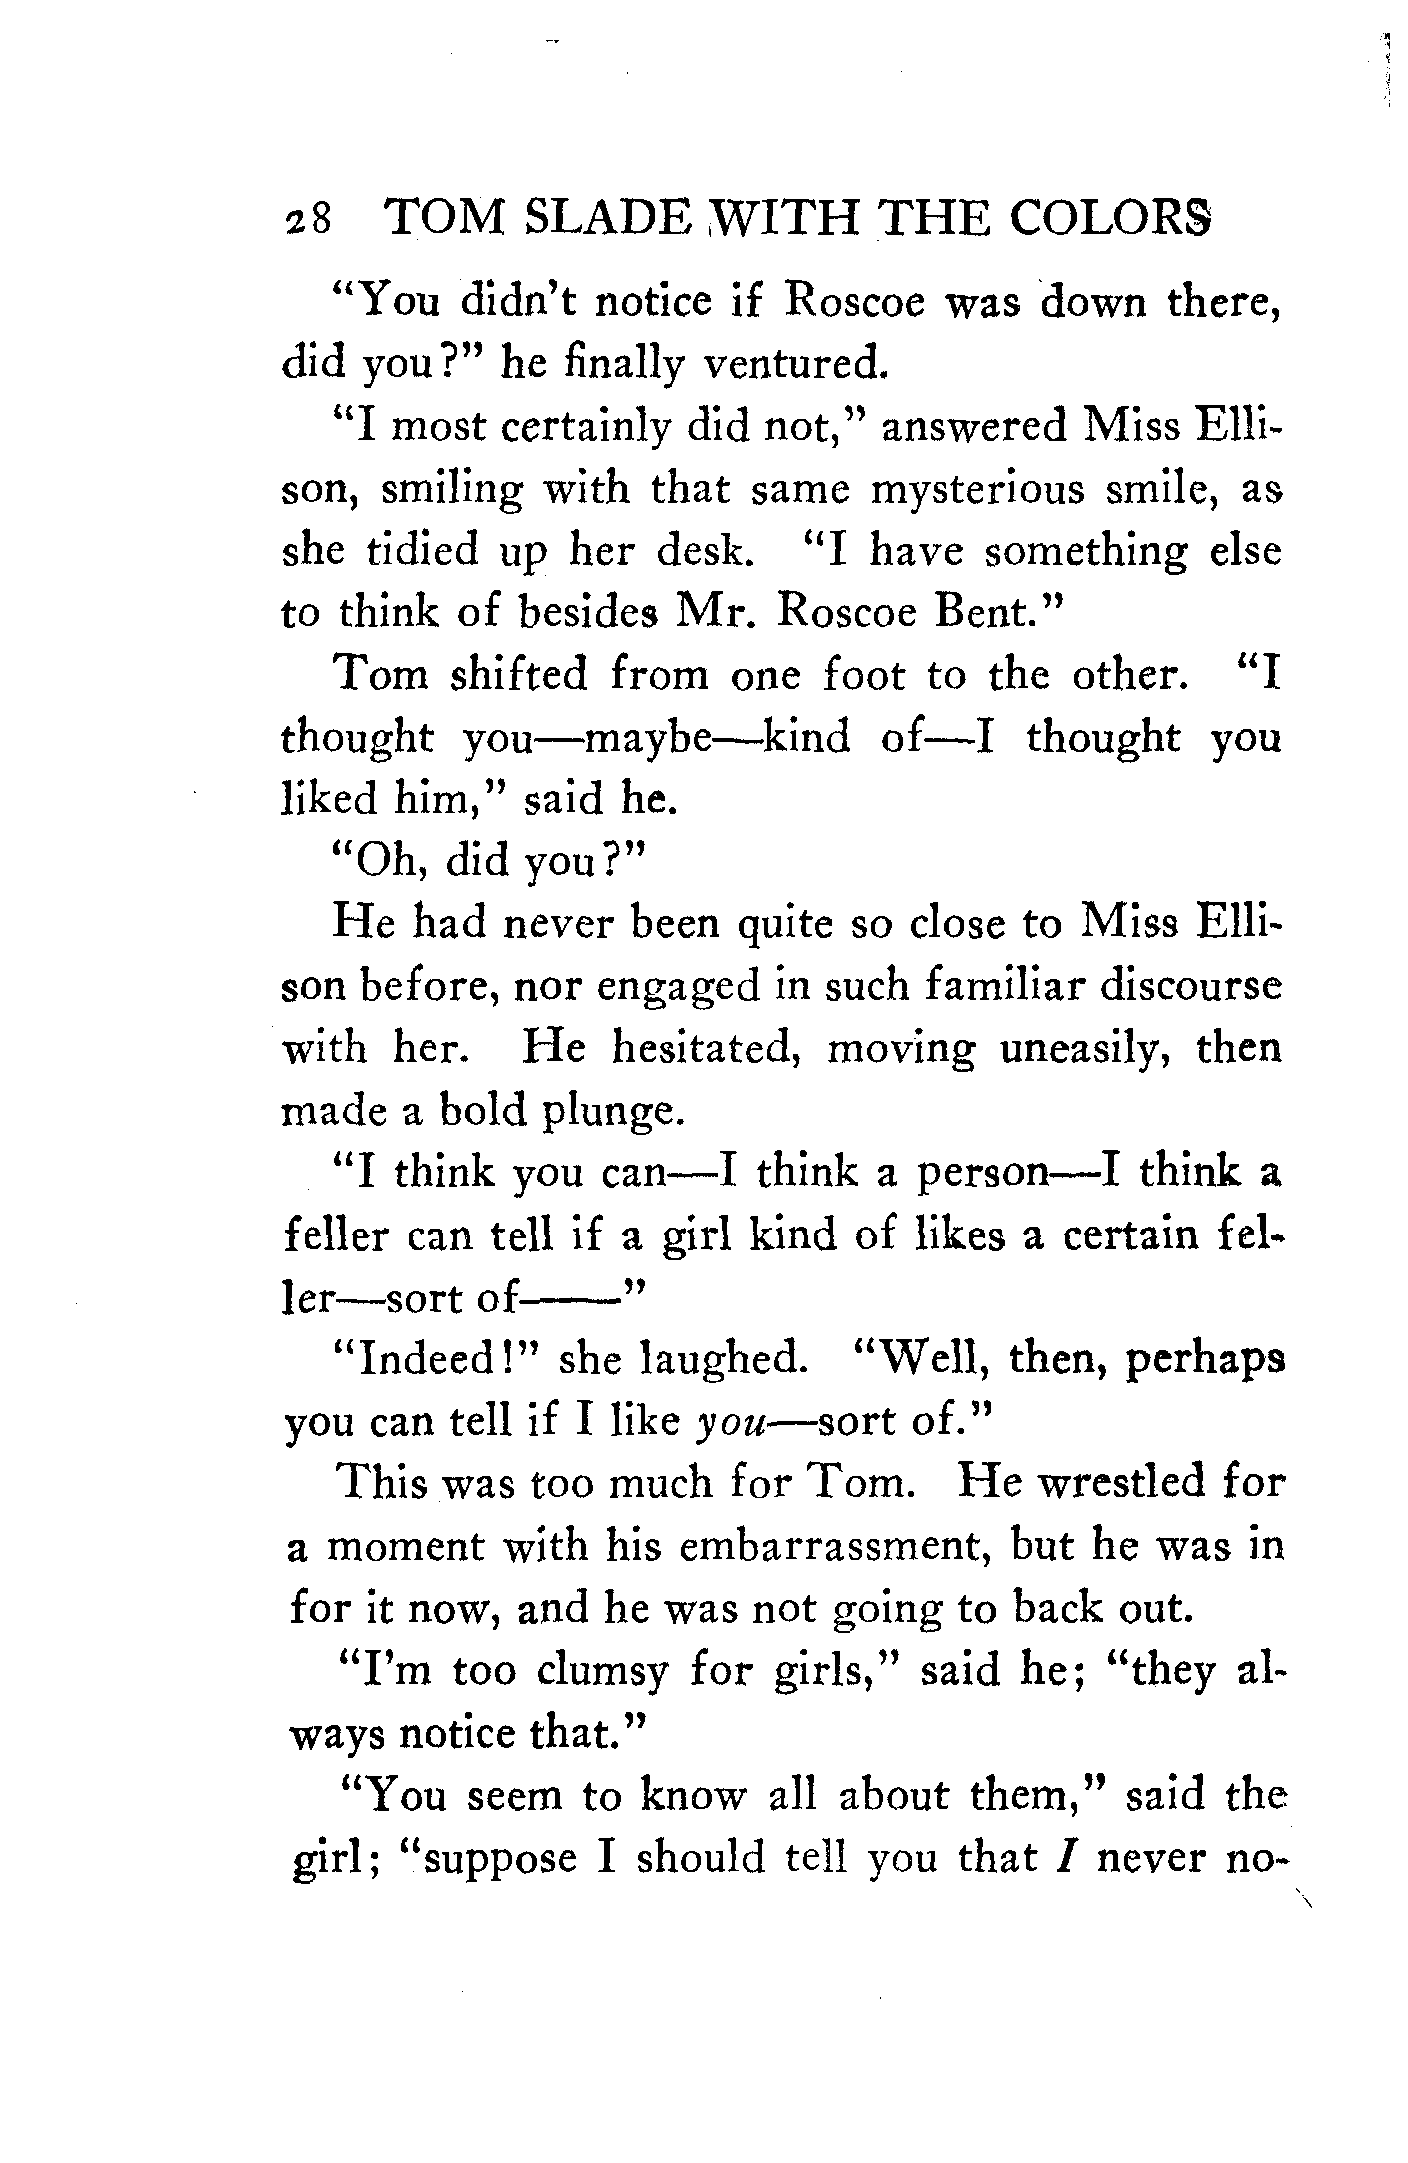 28 TOM SLADE WITH THE COLORS
“You didn’t notice if Roscoe was down there,
did you?” he finally ventured.
“I most certainly did not,” answered Miss Elli-
son, smiling with that same mysterious smile, as
she tidied up her desk. “I have something else
to think of besides Mr. Roscoe Bent.”
Tom shifted from one foot to the other. “I
thought you—maybe—kind of—I thought you
liked him,” said he.
“Oh, did you?”
He had never been quite so close to Miss Elli-
son before, nor engaged in such familiar discourse
with her. He hesitated, moving uneasily, then
made a bold plunge.
“I think you can—I think a person—I think a
feller can tell if a girl kind of likes a certain fel-
ler—sort of——”
“Indeed!” she laughed. “Well, then, perhaps
you can tell if I like you—sort of.”
This was too much for Tom. He wrestled for
a moment with his embarrassment, but he was in
for it now, and he was not going to back out.
“I’m too clumsy for girls,” said he; “they al-
ways notice that.”
“You seem to know all about them,” said the
girl; “suppose I should tell you that I never no-